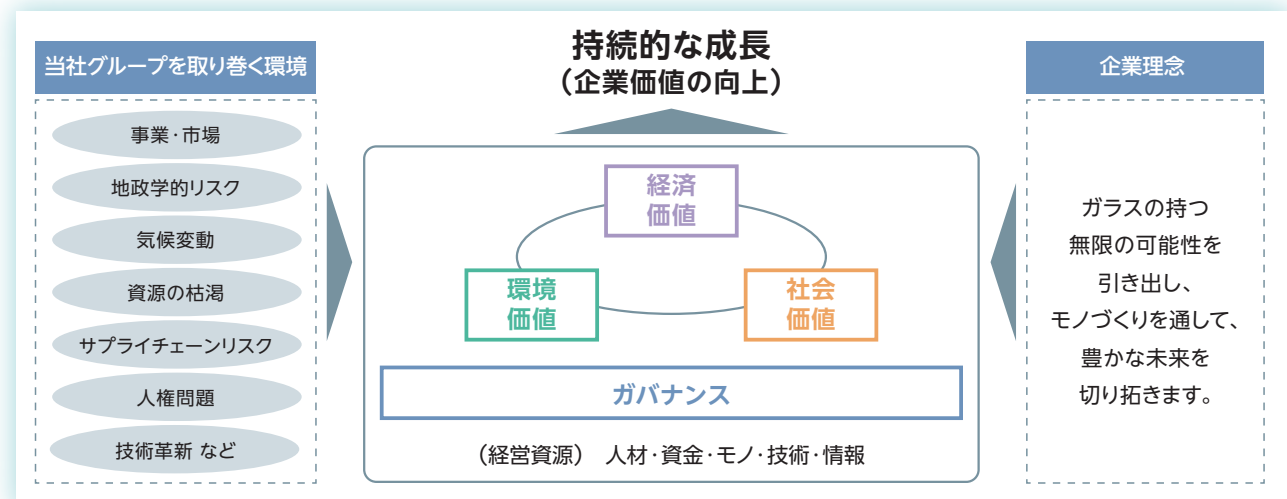 持続的な成長
(企業価値の向上)
当社グループを取り巻く環境
事業・市場
地政学的リスク
気候変動
資源の枯渇
サプライチェーンリスク
人権問題
技術革新 など
経済
価値
環境
価値
社会
価値
ガバナンス
(経営資源) 人材・資金・モノ・技術・情報
企業理念
ガラスの持つ
無限の可能性を
引き出し、
モノづくりを通して、
豊かな未来を
切り拓きます。